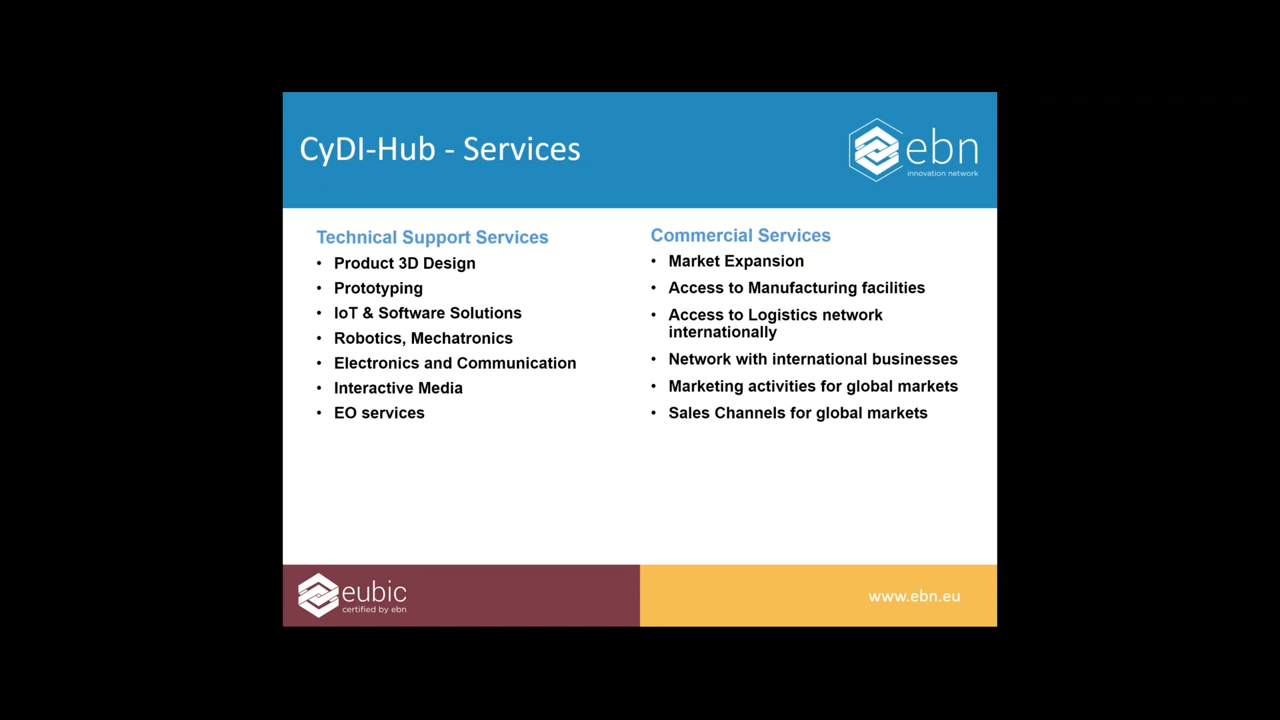 CyDI-Hub - Services
ebn
innovation network
Technical Support Services
• Product 3D Design
• Prototyping
• IoT & Software Solutions
• Robotics, Mechatronics
• Electronics and Communication
• Interactive Media
• EO services
Commercial Services
• Market Expansion
• Access to Manufacturing facilities
• Access to Logistics network
internationally
• Network with international businesses
• Marketing activities for global markets
• Sales Channels for global markets
eubic
certified by ebn
www.ebn.eu